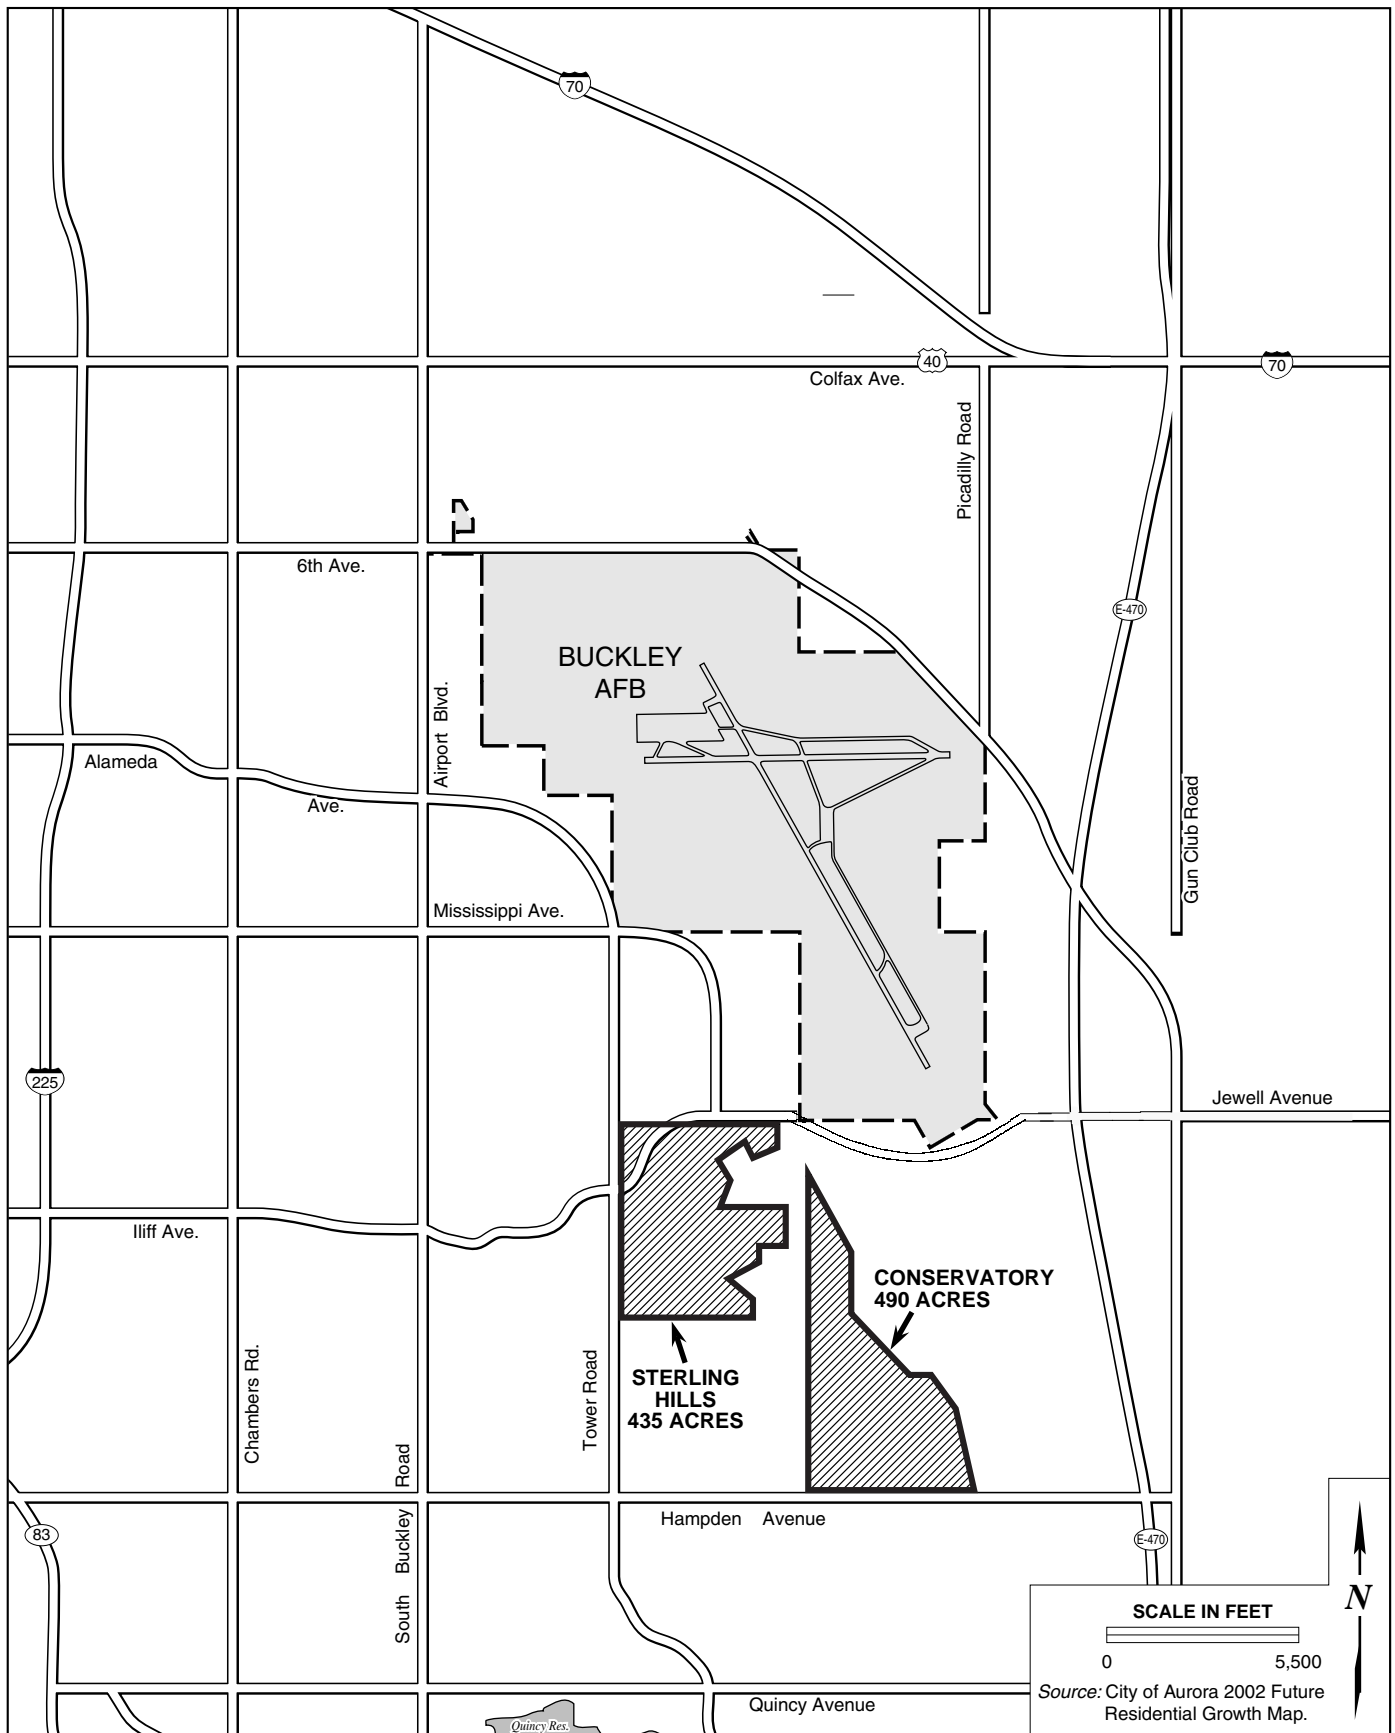 70
40
70
Colfax Ave.
Picadilly Road
6th Ave.
E-470
BUCKLEY
AFB
Airport Blvd.
Alameda
Ave.
Gun Club Road
Mississippi Ave.
225
Jewell Avenue
Iliff Ave.
CONSERVATORY
490 ACRES
STERLING
HILLS
435 ACRES
Chambers Rd.
Tower Road
South Buckley Road
Hampden Avenue
83
E-470
N
SCALE IN FEET
0 5,500
Source: City of Aurora 2002 Future
Residential Growth Map.
Quincy Avenue
Quincy Res.